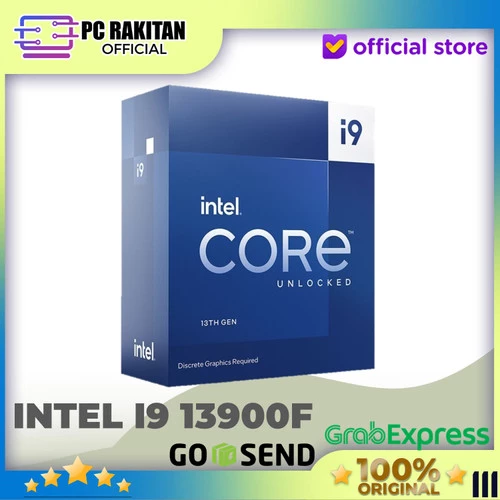 PC RAKITAN
OFFICIAL
official store
i9
i9
intel.
CORE™
UNLOCKED
13TH GEN
intel.
Discrete Graphics Required
INTEL I9 13900F
GO SEND
GrabExpress
100%
ORIGINAL